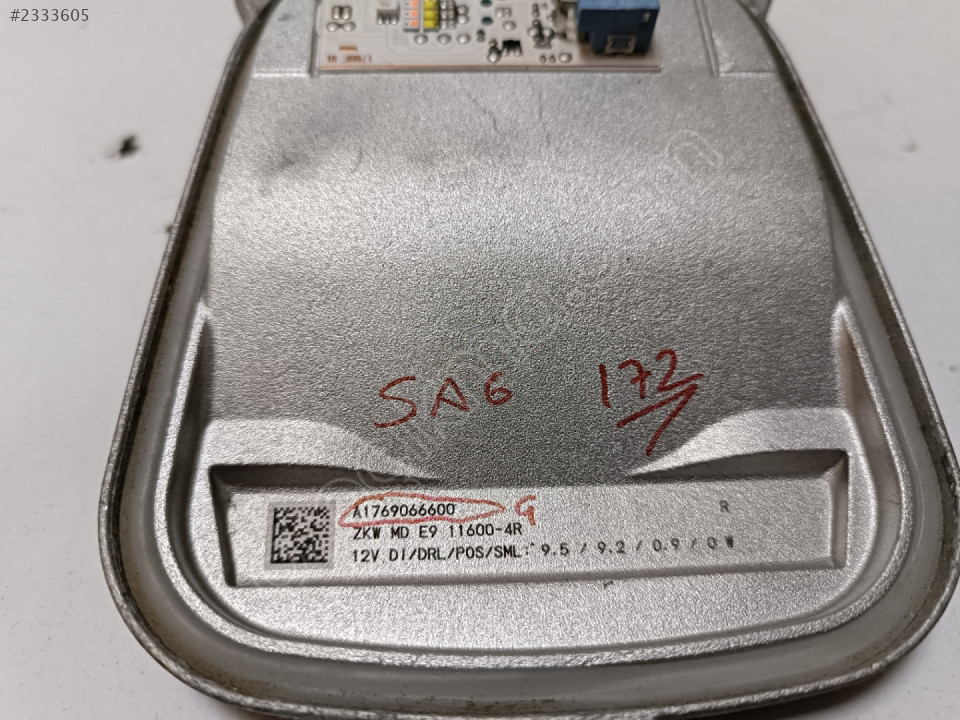 #2333605
SAG 172
A1769066600 G R
ZKW MD E9 11600-4R
12V DI/DRL/POS/SML: 9.5 / 9.2 / 0.9 / 0 W